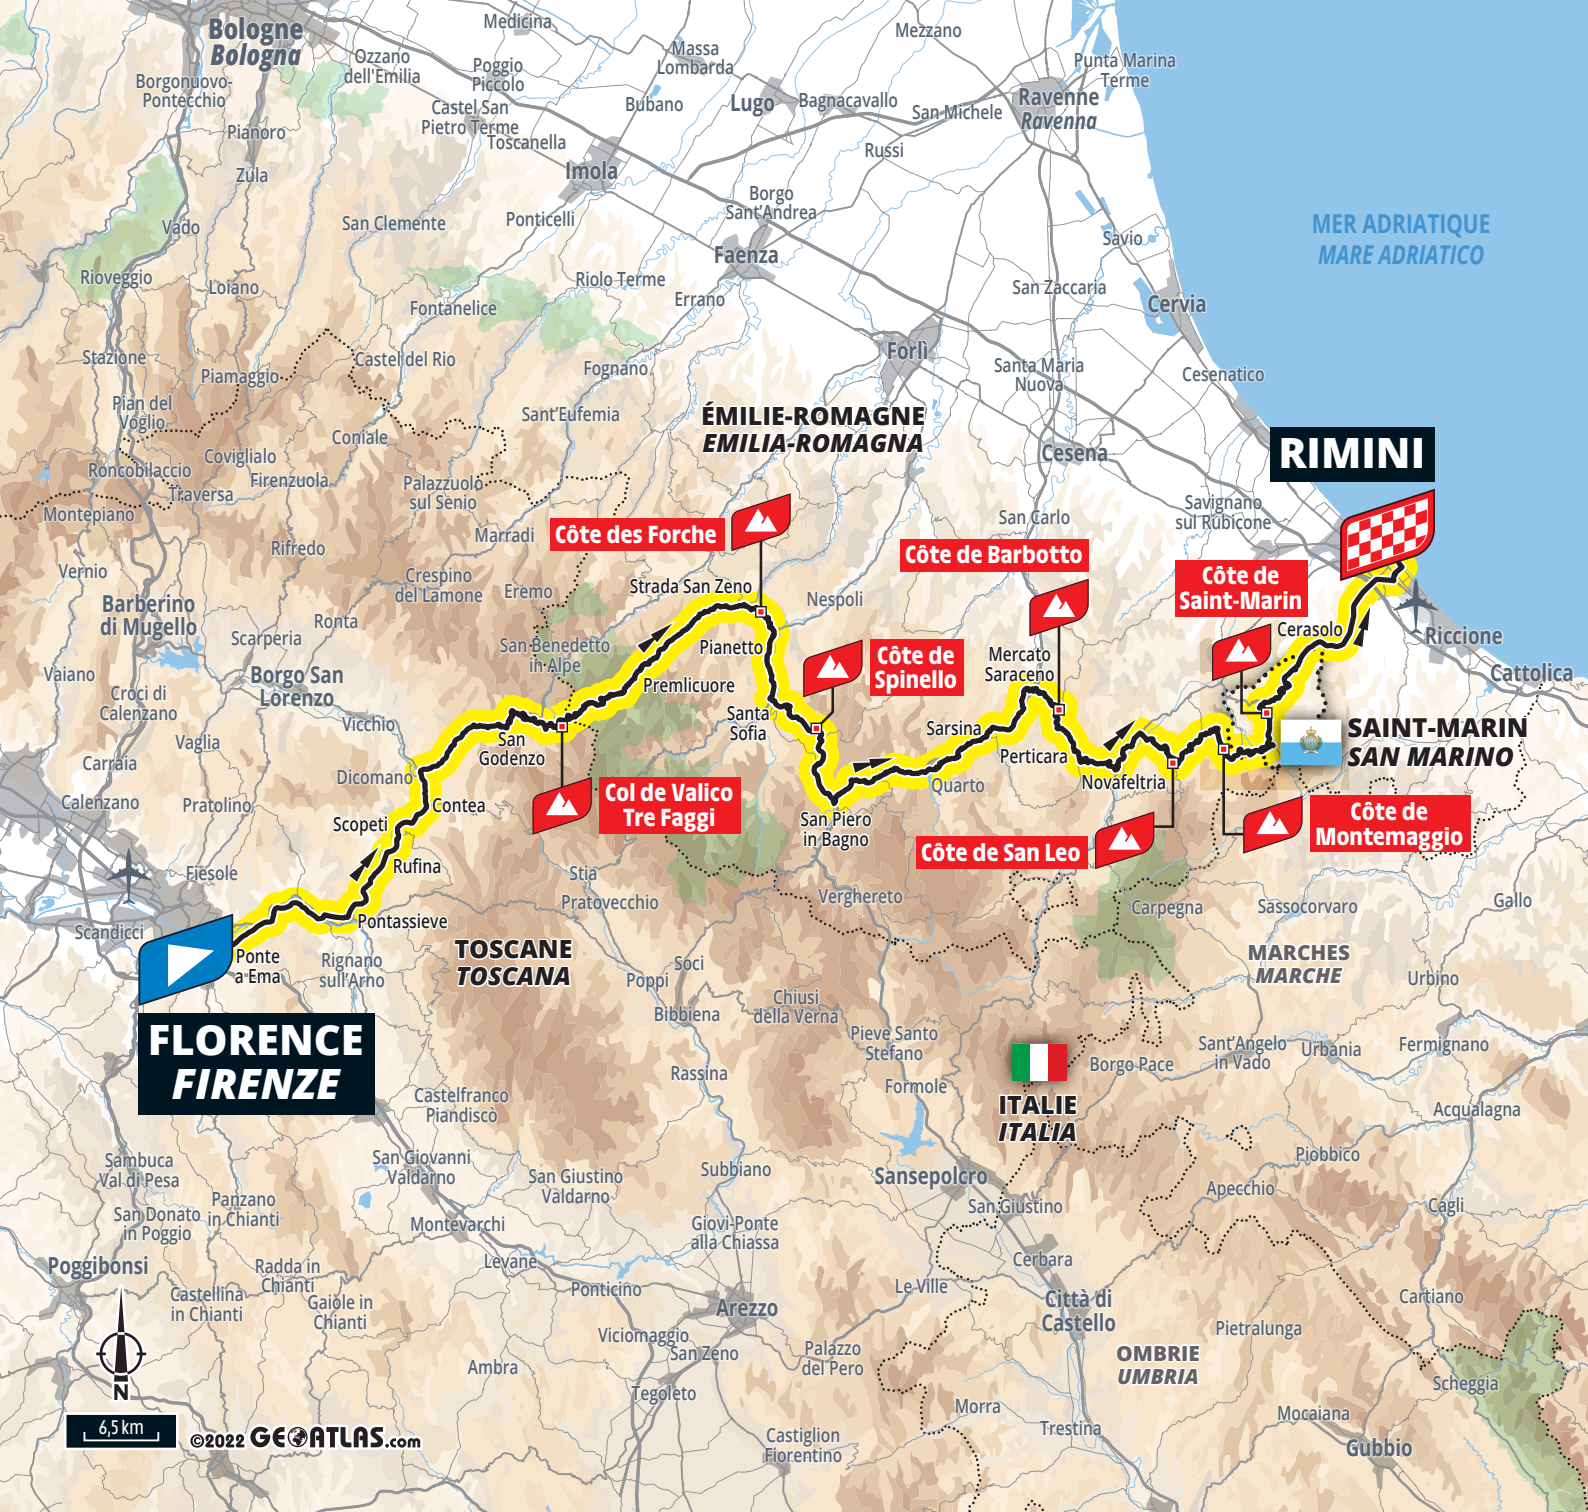 Bologne
Bologna
Medicina
Mezzano
Ozzano
dell'Emilia
Massa
Lombarda
Poggio
Piccolo
Punta Marina
Terme
Borgonuovo-
Pontecchio
Castel San
Pietro Terme
Bubano
Lugo
Bagnacavallo
San Michele
Ravenne
Ravenna
Pianoro
Toscanella
Russi
Zula
Imola
Borgo
Sant'Andrea
Vado
San Clemente
Ponticelli
Savio
MER ADRIATIQUE
MARE ADRIATICO
Faenza
Rioveggio
Loiano
Riolo Terme
San Zaccaria
Fontanelice
Errano
Cervia
Stazione
Castel del Rio
Forlì
Piamaggio
Fognano
Santa Maria
Nuova
Cesenatico
Pian del
Voglio
Sant'Eufemia
ÉMILIE-ROMAGNE
EMILIA-ROMAGNA
Coniale
Coviglialo
Cesena
RIMINI
Roncobilaccio
Firenzuola
Traversa
Palazzuolo
sul Senio
Montepiano
Savignano
sul Rubicone
San Carlo
Marradi
Côte des Forche
Rifredo
Côte de Barbotto
Vernio
Crespino
del Lamone
Eremo
Strada San Zeno
Nespoli
Côte de
Saint-Marin
Barberino
di Mugello
Ronta
Scarperia
Cerasolo
Riccione
San Benedetto
in Alpe
Pianetto
Côte de
Spinello
Mercato
Saraceno
Vaiano
Borgo San
Lorenzo
Premlicuore
Cattolica
Croci di
Calenzano
Vicchio
Santa
Sofia
Sarsina
SAINT-MARIN
SAN MARINO
Vaglia
San
Godenzo
Perticara
Carraia
Dicomano
Quarto
Novafeltria
Calenzano
Pratolino
Contea
Col de Valico
Tre Faggi
Scopeti
San Piero
in Bagno
Côte de
Montemaggio
Côte de San Leo
Rufina
Fiesole
Stia
Pratovecchio
Verghereto
Carpegna
Sassocorvaro
Gallo
Pontassieve
Scandicci
TOSCANE
TOSCANA
MARCHES
MARCHE
Ponte
a Ema
Rignano
sull'Arno
Soci
Poppi
Urbino
Chiusi
della Verna
Bibbiena
FLORENCE
FIRENZE
Pieve Santo
Stefano
Sant'Angelo
in Vado
Urbania
Fermignano
Borgo Pace
Rassina
Formole
Castelfranco
Piandiscò
ITALIE
ITALIA
Acqualagna
Sambuca
Val di Pesa
San Giovanni
Valdarno
Subbiano
Piobbico
San Giustino
Valdarno
Sansepolcro
Apecchio
Panzano
in Chianti
San Donato
in Poggio
San Giustino
Cagli
Montevarchi
Giovi-Ponte
alla Chiassa
Poggibonsi
Levane
Cerbara
Radda in
Chianti
Ponticino
Le Ville
Castellina
in Chianti
Gaiole in
Chianti
Arezzo
Città di
Castello
Cartiano
Viciomaggio
San Zeno
Pietralunga
Palazzo
del Pero
OMBRIE
UMBRIA
Ambra
Tegoleto
Scheggia
N
Morra
Mocaiana
6,5 km
©2022 GEOATLAS.com
Trestina
Castiglion
Fiorentino
Gubbio